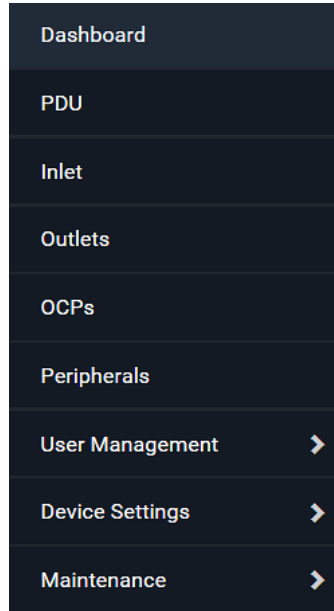 Dashboard
PDU
Inlet
Outlets
OCPs
Peripherals
User Management
Device Settings
Maintenance